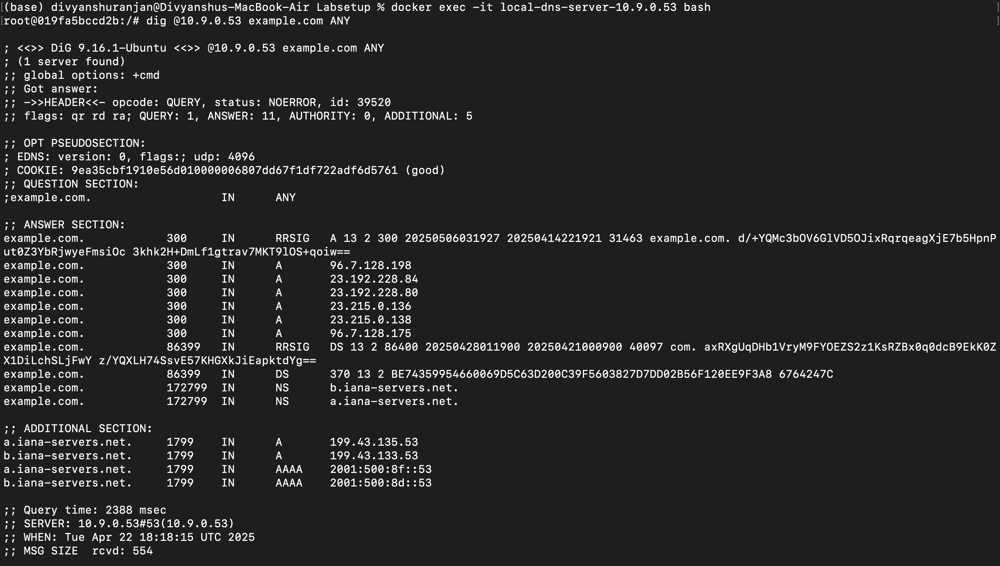 (base) divyanshuranjan@Divyanshus-MacBook-Air Labsetup % docker exec -it local-dns-server-10.9.0.53 bash
root@019fa5bccd2b:/# dig @10.9.0.53 example.com ANY
; <<>> DiG 9.16.1-Ubuntu <<>> @10.9.0.53 example.com ANY
; (1 server found)
;; global options: +cmd
;; Got answer:
;; ->>HEADER<<- opcode: QUERY, status: NOERROR, id: 39520
;; flags: qr rd ra; QUERY: 1, ANSWER: 11, AUTHORITY: 0, ADDITIONAL: 5
;; OPT PSEUDOSECTION:
; EDNS: version: 0, flags:; udp: 4096
; COOKIE: 9ea35cbf1910e56d010000006807dd67f1df722adf6d5761 (good)
;; QUESTION SECTION:
;example.com. IN ANY
;; ANSWER SECTION:
example.com. 300 IN RRSIG A 13 2 300 20250506031927 20250414221921 31463 example.com. d/+YQMc3bOV6GlVD5OJixRqrqeagXjE7b5HpnP
ut0Z3YbRjwyeFmsiOc 3khk2H+DmLf1gtrav7MKT9lOS+qoiw==
example.com. 300 IN A 96.7.128.198
example.com. 300 IN A 23.192.228.84
example.com. 300 IN A 23.192.228.80
example.com. 300 IN A 23.215.0.136
example.com. 300 IN A 23.215.0.138
example.com. 300 IN A 96.7.128.175
example.com. 86399 IN RRSIG DS 13 2 86400 20250428011900 20250421000900 40097 com. axRXgUqDHb1VryM9FYOEZS2z1KsRZBx0q0dcB9EkK0Z
X1DiLchSLjFwY z/YQXLH74SsvE57KHGXkJiEapktdYg==
example.com. 86399 IN DS 370 13 2 BE74359954660069D5C63D200C39F5603827D7DD02B56F120EE9F3A8 6764247C
example.com. 172799 IN NS b.iana-servers.net.
example.com. 172799 IN NS a.iana-servers.net.
;; ADDITIONAL SECTION:
a.iana-servers.net. 1799 IN A 199.43.135.53
b.iana-servers.net. 1799 IN A 199.43.133.53
a.iana-servers.net. 1799 IN AAAA 2001:500:8f::53
b.iana-servers.net. 1799 IN AAAA 2001:500:8d::53
;; Query time: 2388 msec
;; SERVER: 10.9.0.53#53(10.9.0.53)
;; WHEN: Tue Apr 22 18:18:15 UTC 2025
;; MSG SIZE rcvd: 554